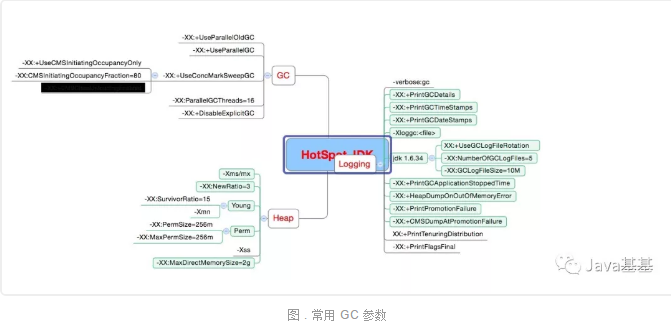 -XX:+UseParallelOldGC
-XX:+UseParallelGC
-XX:+UseCMSInitiatingOccupancyOnly
-XX:CMSInitiatingOccupancyFraction=80
-XX:+UseConcMarkSweepGC
GC
-XX:ParallelGCThreads=16
-XX:+DisableExplicitGC
HotSpot JDK
Logging
-verbose:gc
-XX:+PrintGCDetails
-XX:+PrintGCTimeStamps
-XX:+PrintGCDateStamps
-Xloggc:<file>
jdk 1.6.34
-XX:+UseGCLogFileRotation
-XX:NumberOfGCLogFiles=5
-XX:GCLogFileSize=10M
-XX:+PrintGCApplicationStoppedTime
-XX:+HeapDumpOnOutOfMemoryError
-XX:+PrintPromotionFailure
-XX:+CMSDumpAtPromotionFailure
-XX:+PrintTenuringDistribution
-XX:+PrintFlagsFinal
-Xms/mx
-XX:NewRatio=3
-XX:SurvivorRatio=15
-Xmn
Young
Heap
-XX:PermSize=256m
-XX:MaxPermSize=256m
Perm
-Xss
-XX:MaxDirectMemorySize=2g
Java基基
图 . 常用 GC 参数